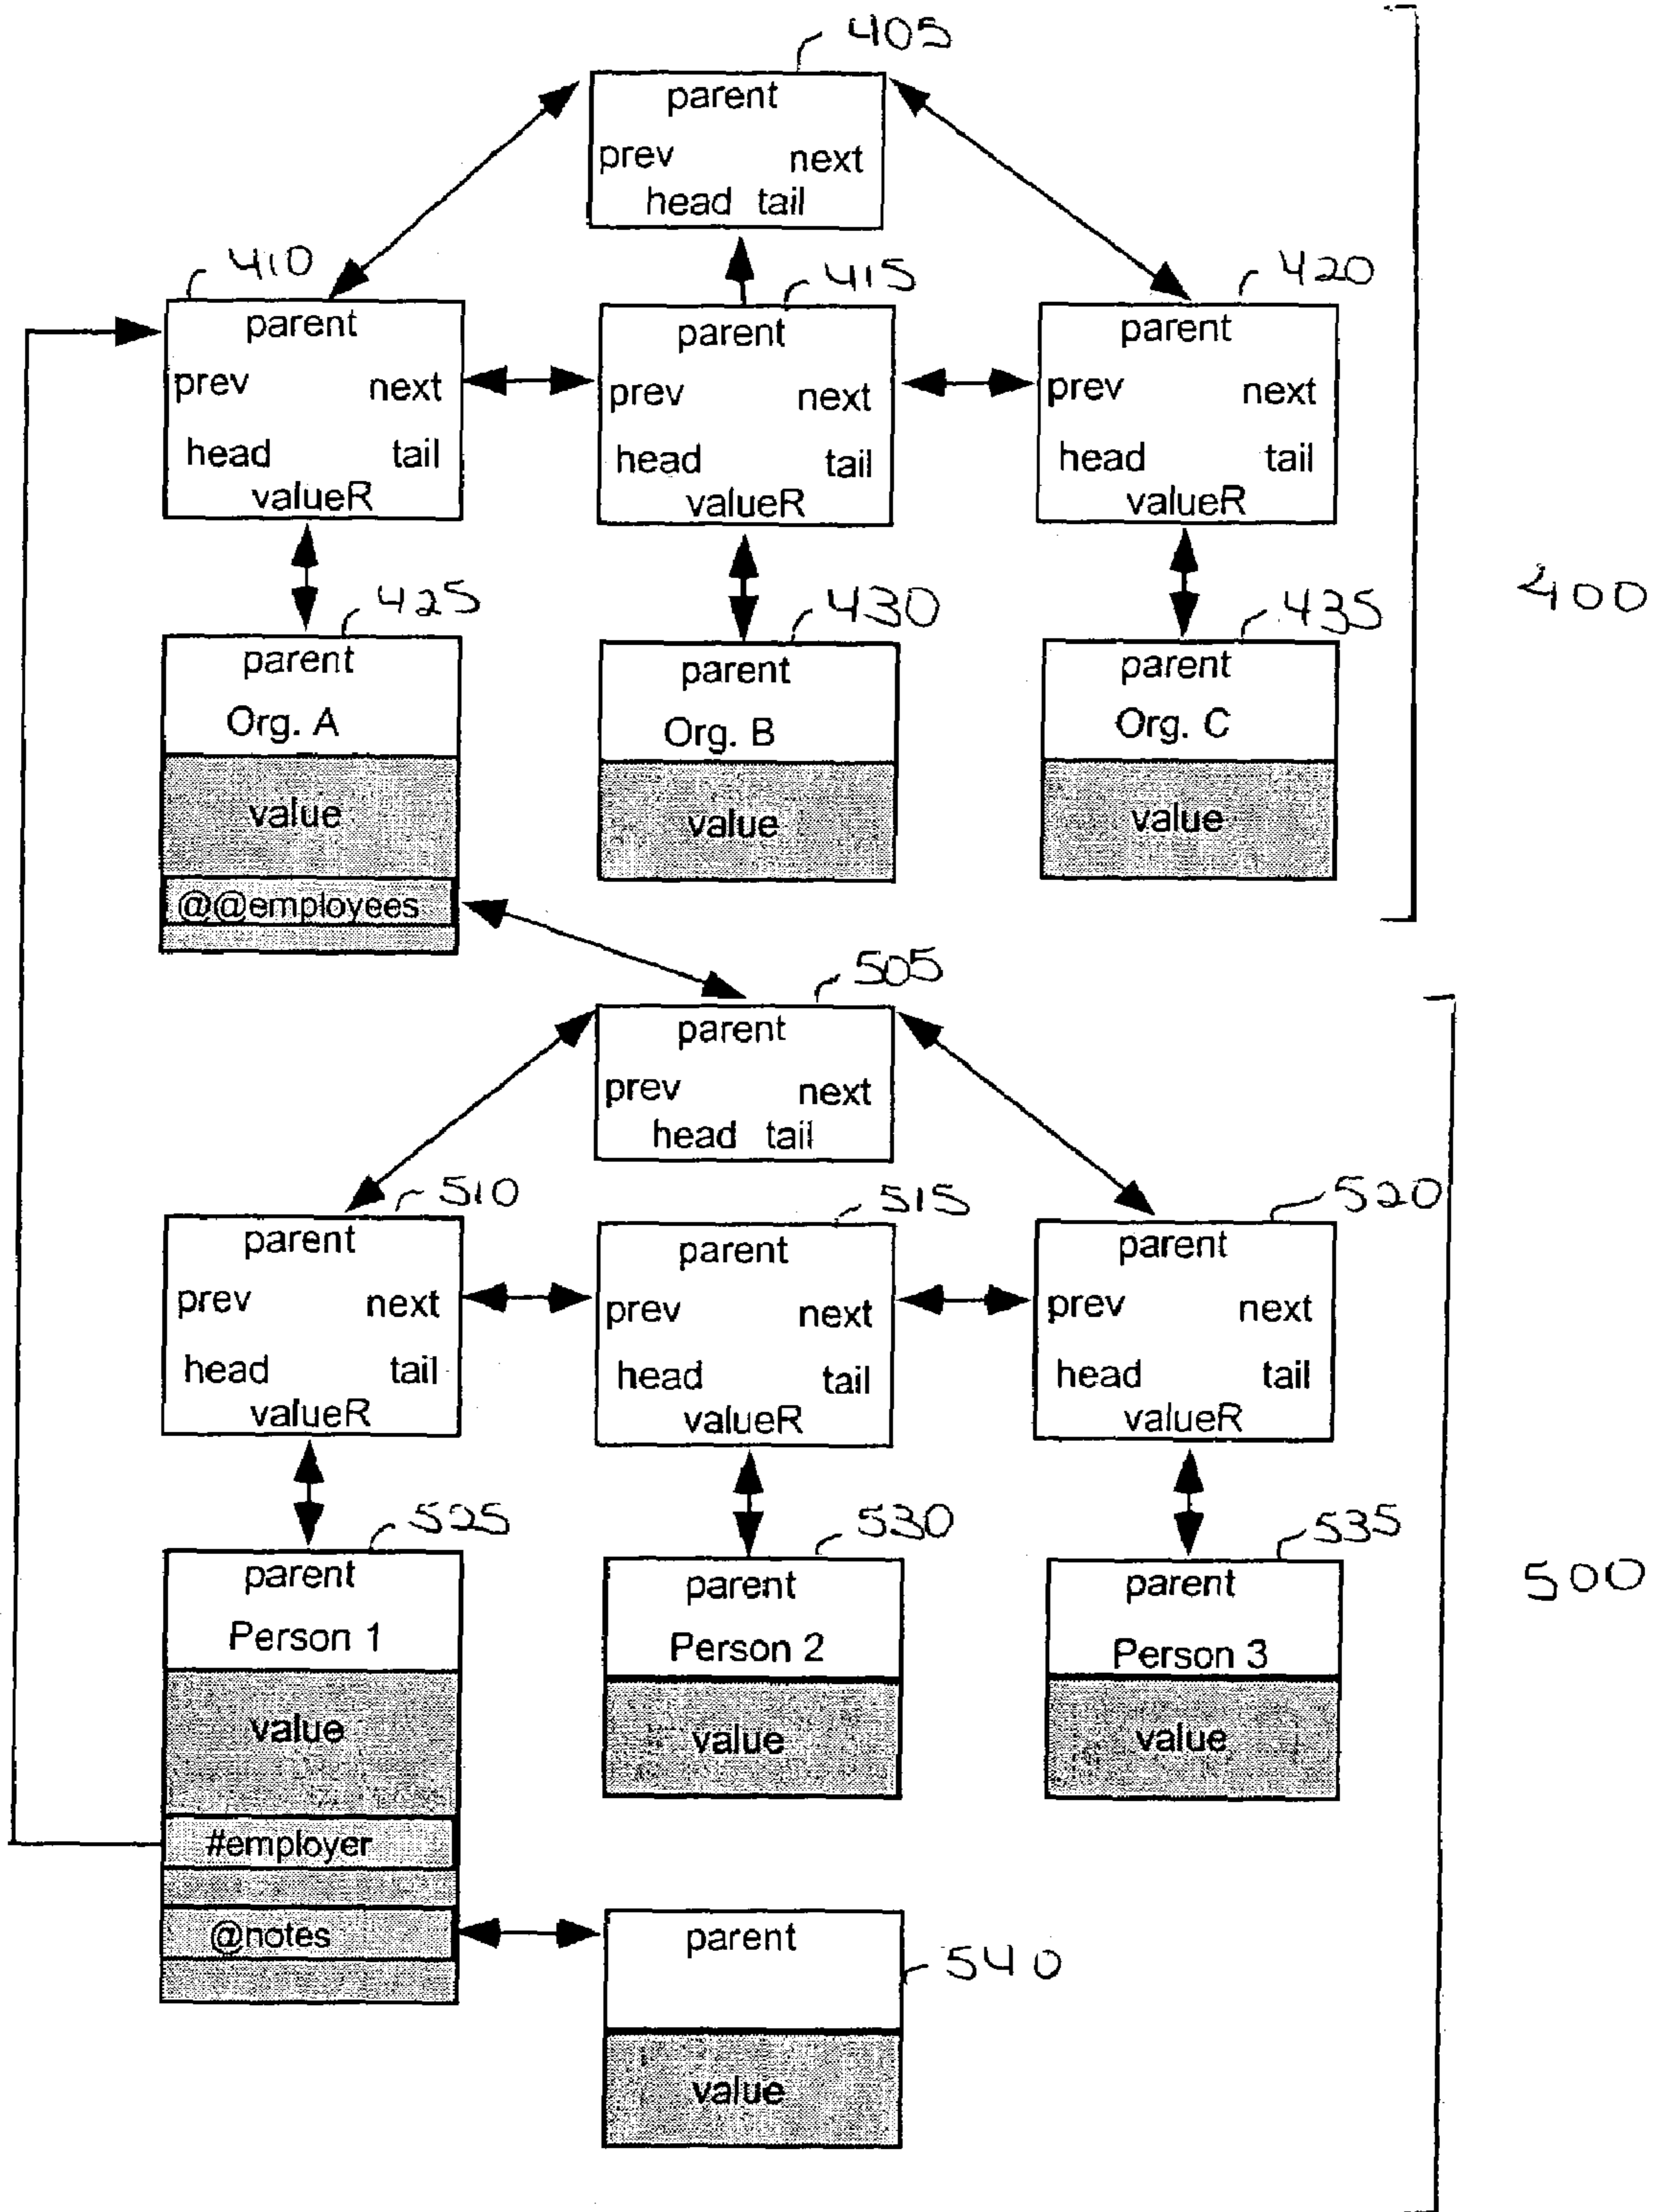 405
parent
prev next
head tail
410 415 420
parent parent parent
prev next prev next prev next
head tail head tail head tail
valueR valueR valueR
400
425 430 435
parent parent parent
Org. A Org. B Org. C
value value value
@@employees
505
parent
prev next
head tail
510 515 520
parent parent parent
prev next prev next prev next
head tail head tail head tail
valueR valueR valueR
525 530 535
500
parent parent parent
Person 1 Person 2 Person 3
value value value
#employer
@notes
parent
540
value